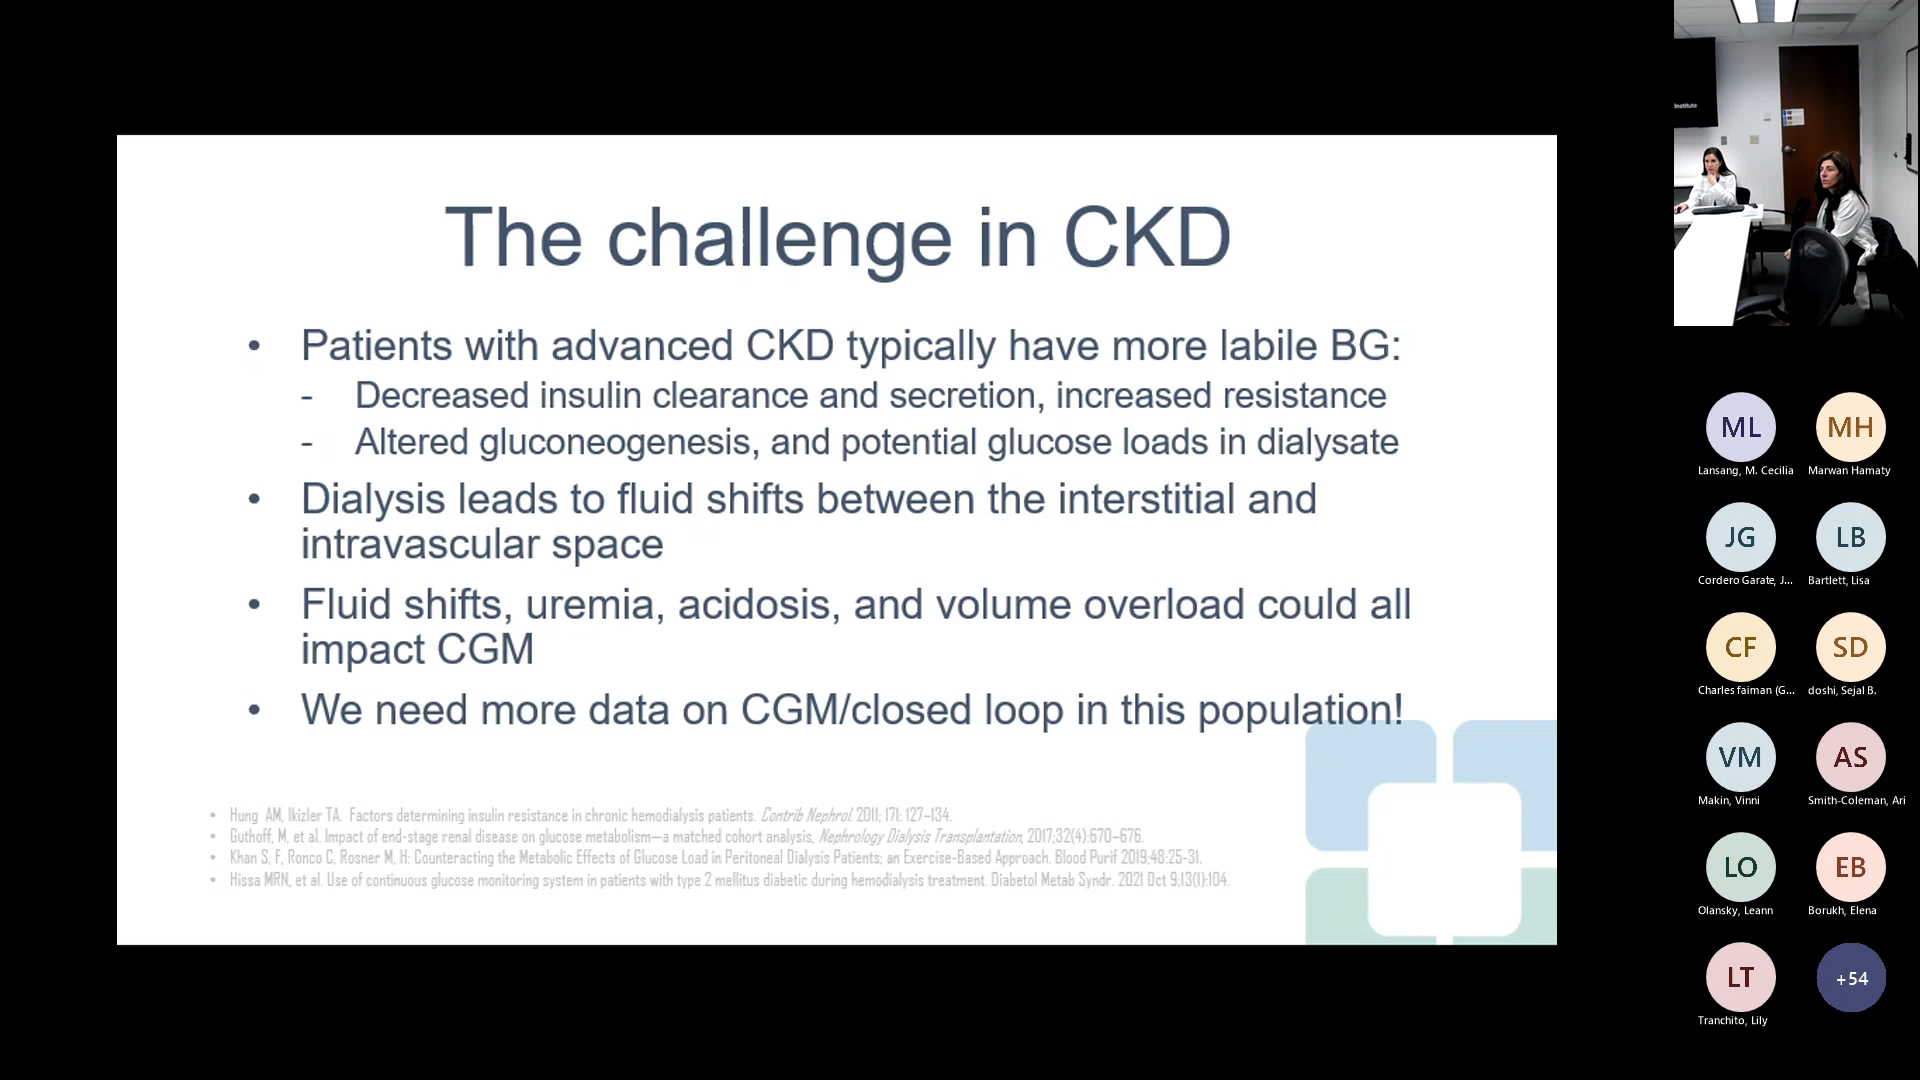 The challenge in CKD
• Patients with advanced CKD typically have more labile BG:
- Decreased insulin clearance and secretion, increased resistance
- Altered gluconeogenesis, and potential glucose loads in dialysate
• Dialysis leads to fluid shifts between the interstitial and
intravascular space
• Fluid shifts, uremia, acidosis, and volume overload could all
impact CGM
• We need more data on CGM/closed loop in this population!
• Hung AM, Ikizler TA. Factors determining insulin resistance in chronic hemodialysis patients. Contrib Nephrol. 2011; 171: 127–134.
• Guthoff, M, et al. Impact of end-stage renal disease on glucose metabolism—a matched cohort analysis, Nephrology Dialysis Transplantation, 2017;32(4):670–676.
• Khan S, F, Ronco C, Rosner M, H: Counteracting the Metabolic Effects of Glucose Load in Peritoneal Dialysis Patients; an Exercise-Based Approach. Blood Purif 2019;48:25-31.
• Hissa MRN, et al. Use of continuous glucose monitoring system in patients with type 2 mellitus diabetic during hemodialysis treatment. Diabetol Metab Syndr. 2021 Oct 9;13(1):104.
Institute
ML MH
Lansang, M. Cecilia Marwan Hamaty
JG LB
Cordero Garate, J... Bartlett, Lisa
CF SD
Charles faiman (G... doshi, Sejal B.
VM AS
Makin, Vinni Smith-Coleman, Ari
LO EB
Olansky, Leann Borukh, Elena
LT +54
Tranchito, Lily